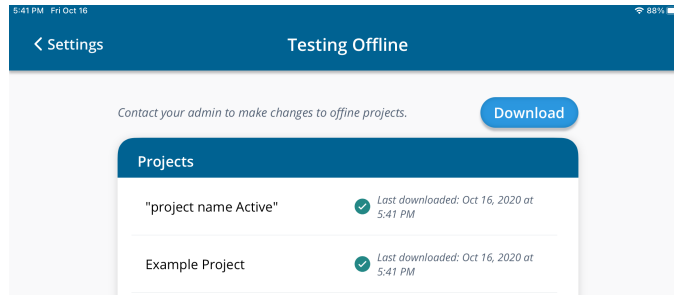 5:41 PM Fri Oct 16
88%
Settings
Testing Offline
Contact your admin to make changes to offine projects.
Download
Projects
"project name Active"
Last downloaded: Oct 16, 2020 at
5:41 PM
Example Project
Last downloaded: Oct 16, 2020 at
5:41 PM